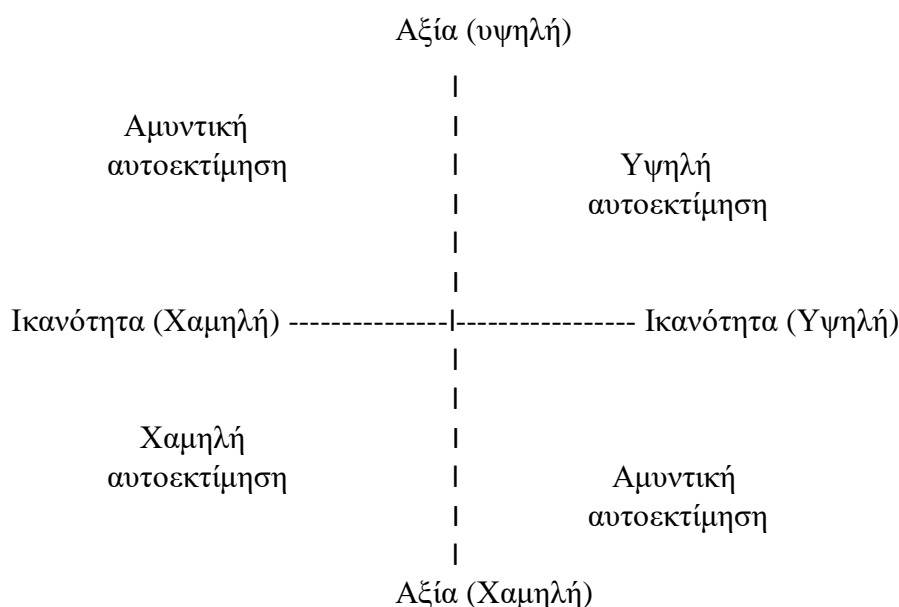 Αξία (υψηλή)
Αμυντική
αυτοεκτίμηση
Υψηλή
αυτοεκτίμηση
Ικανότητα (Χαμηλή) ---------------Ι----------------- Ικανότητα (Υψηλή)
Χαμηλή
αυτοεκτίμηση
Αμυντική
αυτοεκτίμηση
Αξία (Χαμηλή)